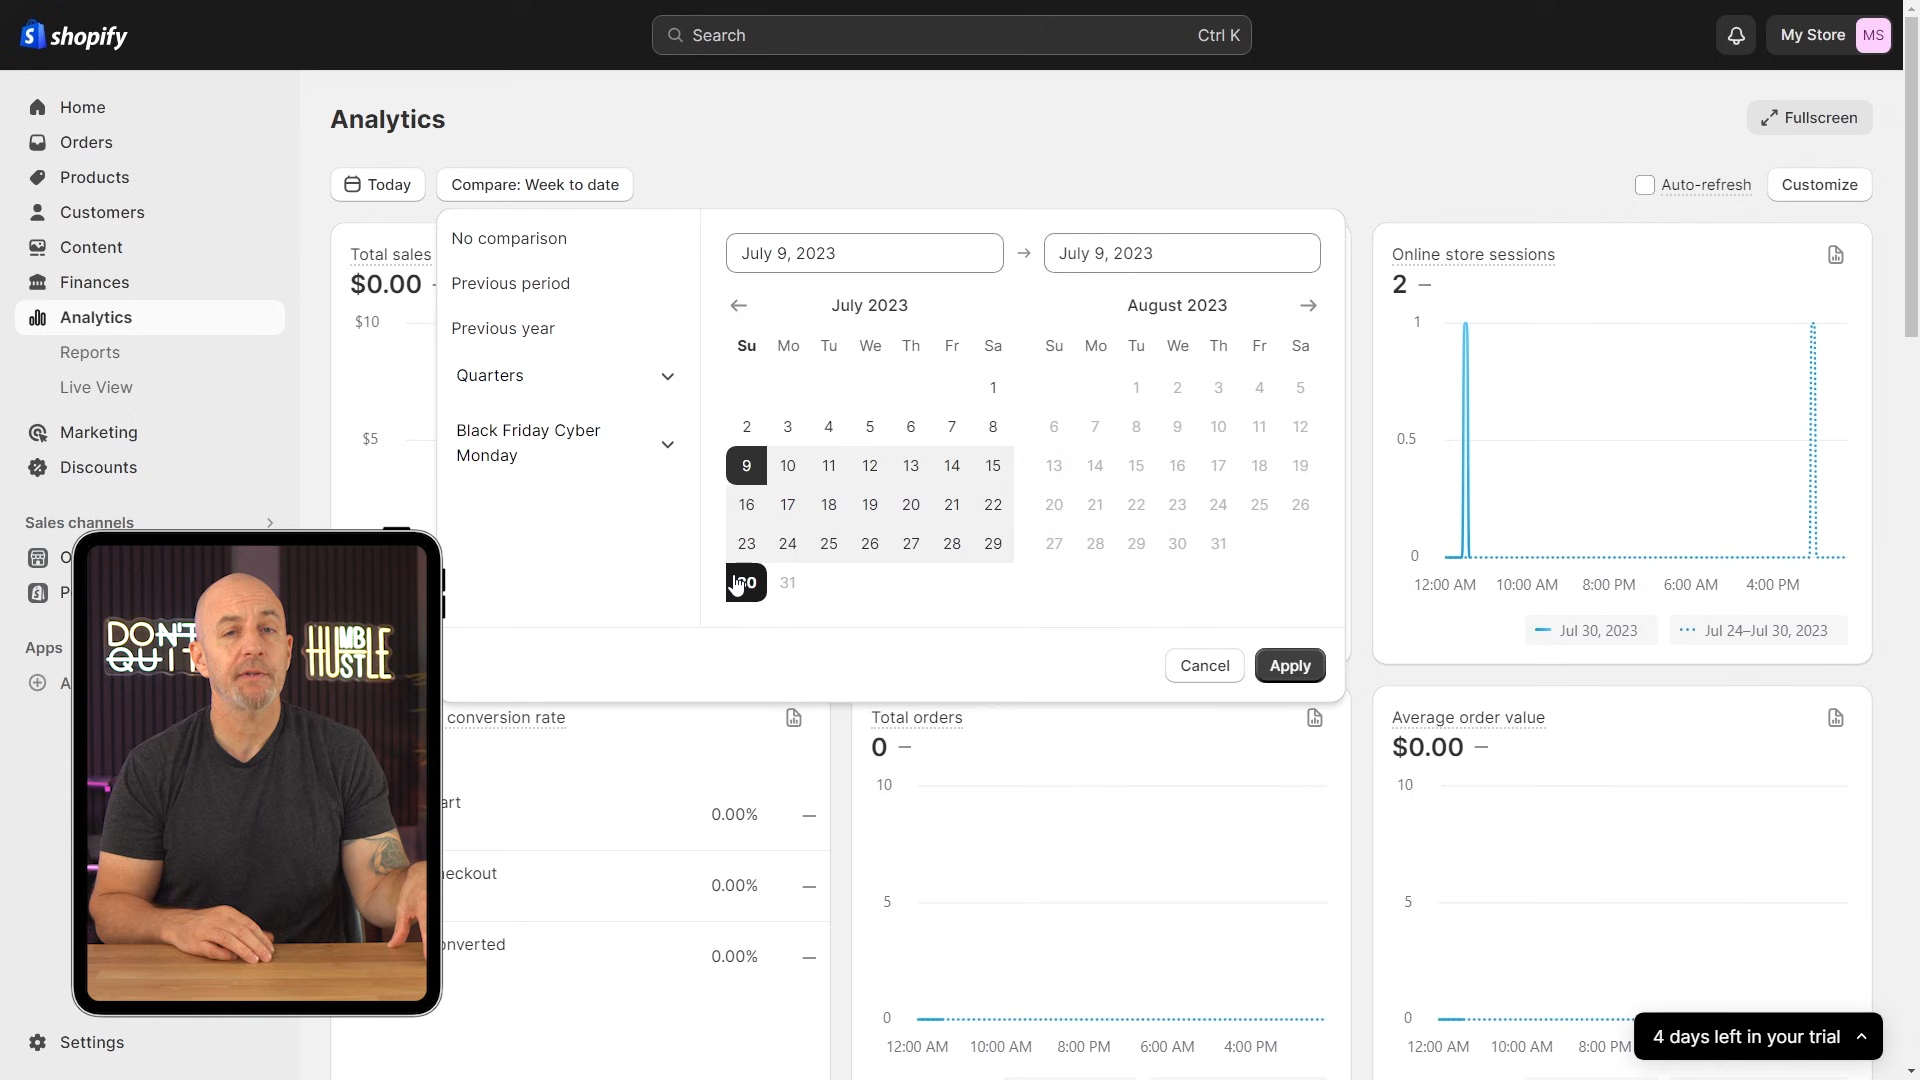 shopify
Search
Ctrl K
My Store
MS
Home
Orders
Products
Customers
Content
Finances
Analytics
Reports
Live View
Marketing
Discounts
Sales channels
Apps
Settings
Analytics
Fullscreen
Today
Compare: Week to date
Auto-refresh
Customize
Total sales
$0.00
$10
$5
No comparison
Previous period
Previous year
Quarters
Black Friday Cyber
Monday
July 9, 2023
July 9, 2023
July 2023
Su Mo Tu We Th Fr Sa
1
2 3 4 5 6 7 8
9 10 11 12 13 14 15
16 17 18 19 20 21 22
23 24 25 26 27 28 29
30 31
August 2023
Su Mo Tu We Th Fr Sa
1 2 3 4 5
6 7 8 9 10 11 12
13 14 15 16 17 18 19
20 21 22 23 24 25 26
27 28 29 30 31
Cancel
Apply
Online store sessions
2 –
1
0.5
0
12:00 AM 10:00 AM 8:00 PM 6:00 AM 4:00 PM
Jul 30, 2023
Jul 24–Jul 30, 2023
DON'T
QUIT
HUMBLE
HUSTLE
conversion rate
art
0.00% –
heckout
0.00% –
onverted
0.00% –
Total orders
0 –
10
5
0
12:00 AM 10:00 AM 8:00 PM 6:00 AM 4:00 PM
Average order value
$0.00 –
10
5
0
12:00 AM 10:00 AM 8:00 PM
4 days left in your trial